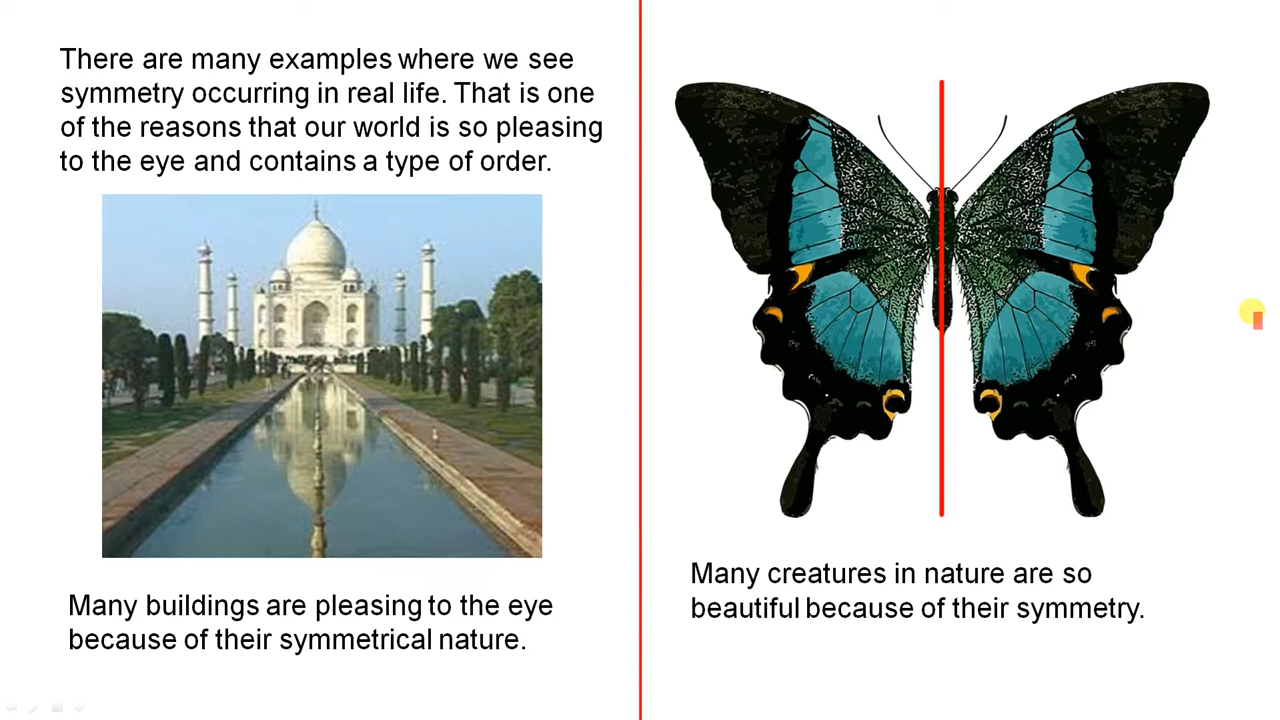 There are many examples where we see
symmetry occurring in real life. That is one
of the reasons that our world is so pleasing
to the eye and contains a type of order.
Many buildings are pleasing to the eye
because of their symmetrical nature.
Many creatures in nature are so
beautiful because of their symmetry.